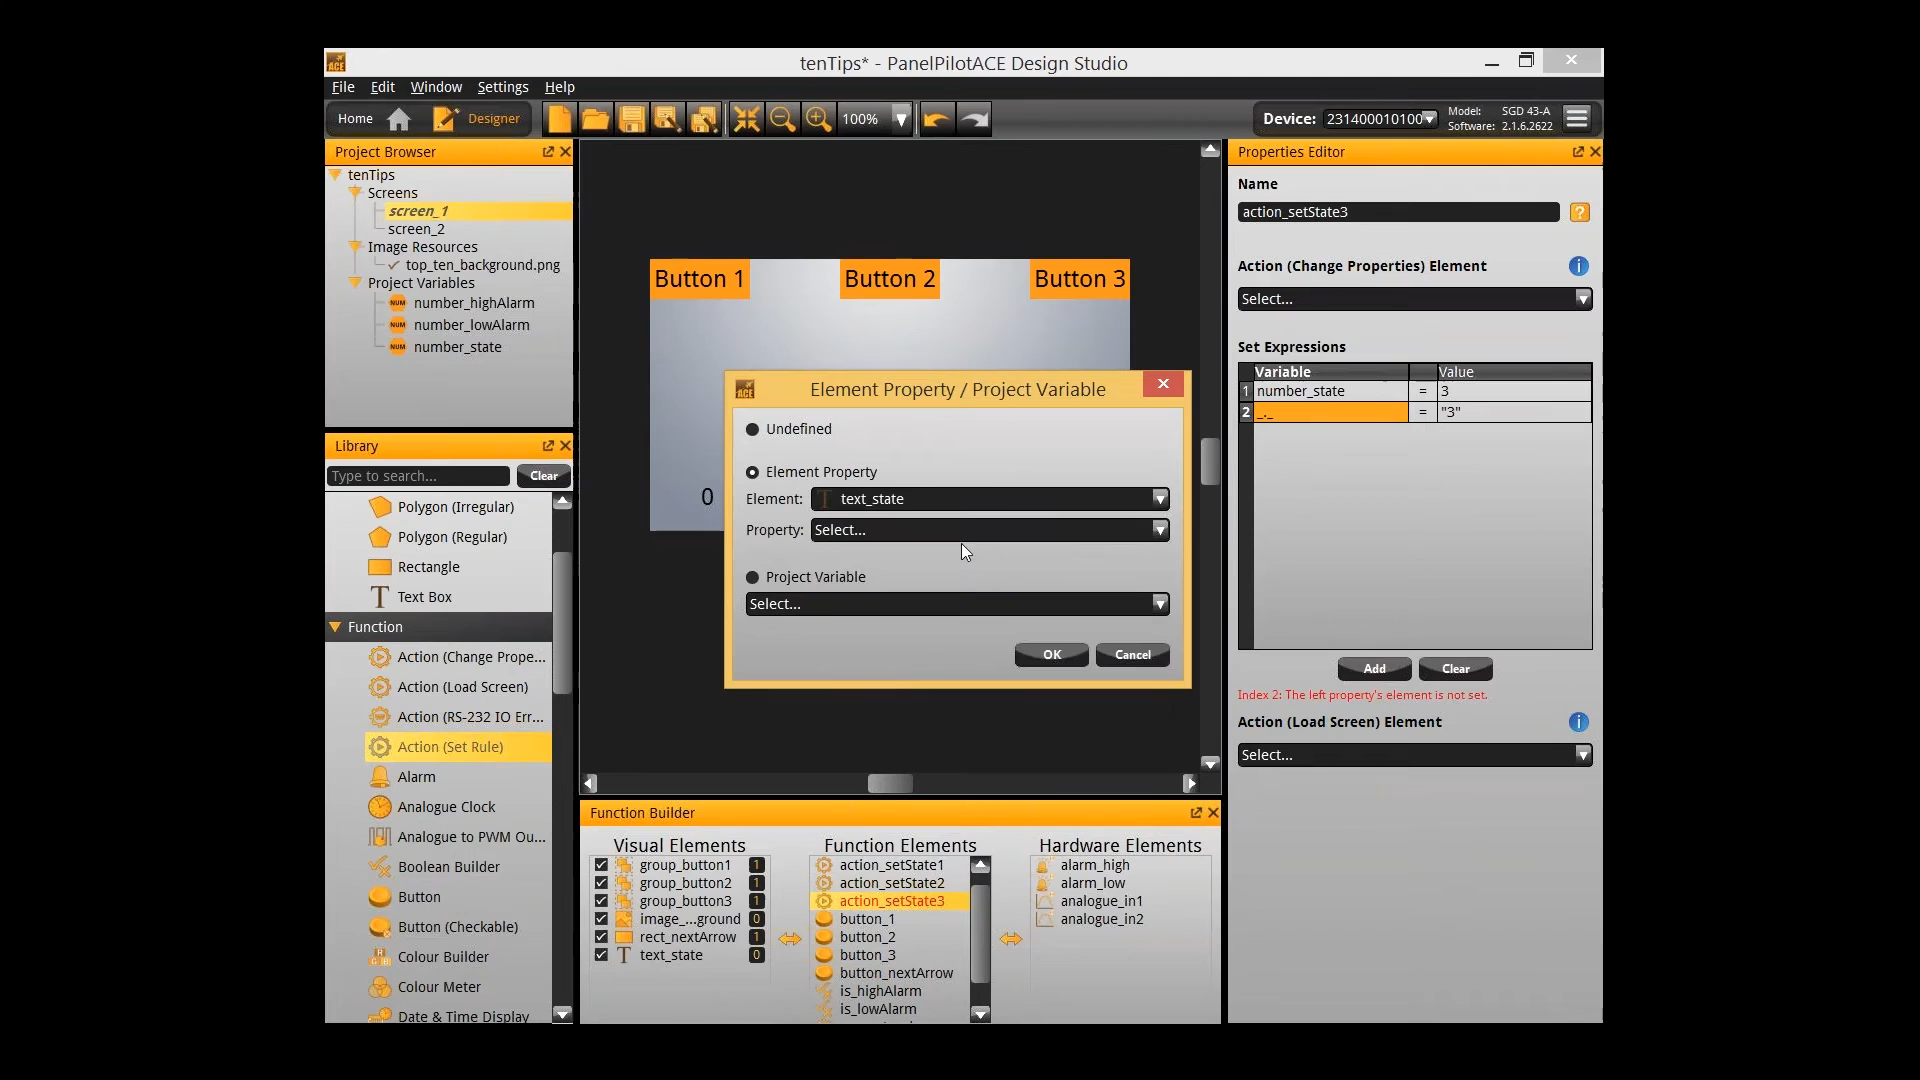 ACE
tenTips* - PanelPilotACE Design Studio
File Edit Window Settings Help
Home
Designer
100%
Device: 231400010100
Model: SGD 43-A
Software: 2.1.6.2622
Project Browser
tenTips
Screens
screen_1
screen_2
Image Resources
top_ten_background.png
Project Variables
NUM number_highAlarm
NUM number_lowAlarm
NUM number_state
Library
Type to search...
Clear
Polygon (Irregular)
Polygon (Regular)
Rectangle
Text Box
Function
Action (Change Prope...
Action (Load Screen)
Action (RS-232 IO Err...
Action (Set Rule)
Alarm
Analogue Clock
Analogue to PWM Ou...
Boolean Builder
Button
Button (Checkable)
Colour Builder
Colour Meter
Date & Time Display
Button 1
Button 2
Button 3
0
ACE
Element Property / Project Variable
Undefined
Element Property
Element: text_state
Property: Select...
Project Variable
Select...
OK
Cancel
Function Builder
Visual Elements
group_button1 1
group_button2 1
group_button3 1
image_...ground 0
rect_nextArrow 1
text_state 0
Function Elements
action_setState1
action_setState2
action_setState3
button_1
button_2
button_3
button_nextArrow
is_highAlarm
is_lowAlarm
Hardware Elements
alarm_high
alarm_low
analogue_in1
analogue_in2
Properties Editor
Name
action_setState3
?
Action (Change Properties) Element
i
Select...
Set Expressions
Variable Value
1 number_state = 3
2 _._ = "3"
Add
Clear
Index 2: The left property's element is not set.
Action (Load Screen) Element
i
Select...